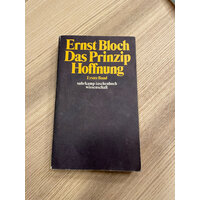 Ernst Bloch
Das Prinzip
Hoffnung
Erster Band
suhrkamp taschenbuch
wissenschaft